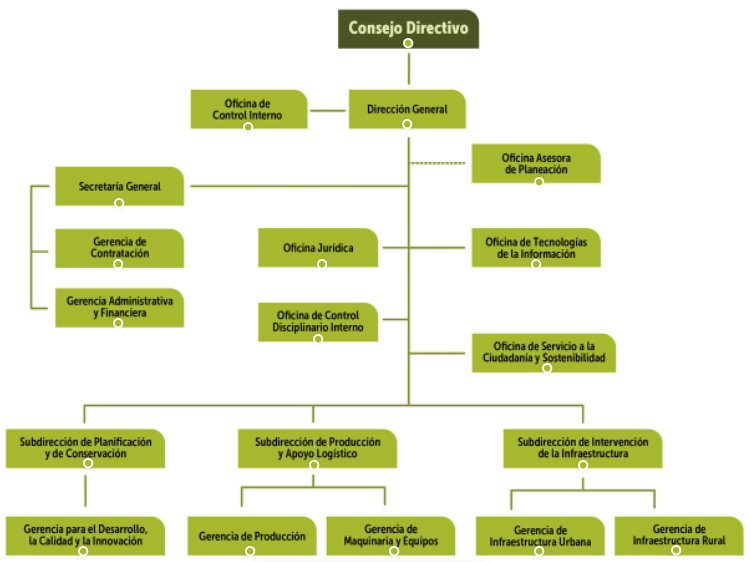 Consejo Directivo
Oficina de
Control Interno
Dirección General
Oficina Asesora
de Planeación
Secretaría General
Gerencia de
Contratación
Oficina Jurídica
Oficina de Tecnologías
de la Información
Gerencia Administrativa
y Financiera
Oficina de Control
Disciplinario Interno
Oficina de Servicio a la
Ciudadanía y Sostenibilidad
Subdirección de Planificación
y de Conservación
Subdirección de Producción
y Apoyo Logístico
Subdirección de Intervención
de la Infraestructura
Gerencia para el Desarrollo,
la Calidad y la Innovación
Gerencia de Producción
Gerencia de
Maquinaria y Equipos
Gerencia de
Infraestructura Urbana
Gerencia de
Infraestructura Rural